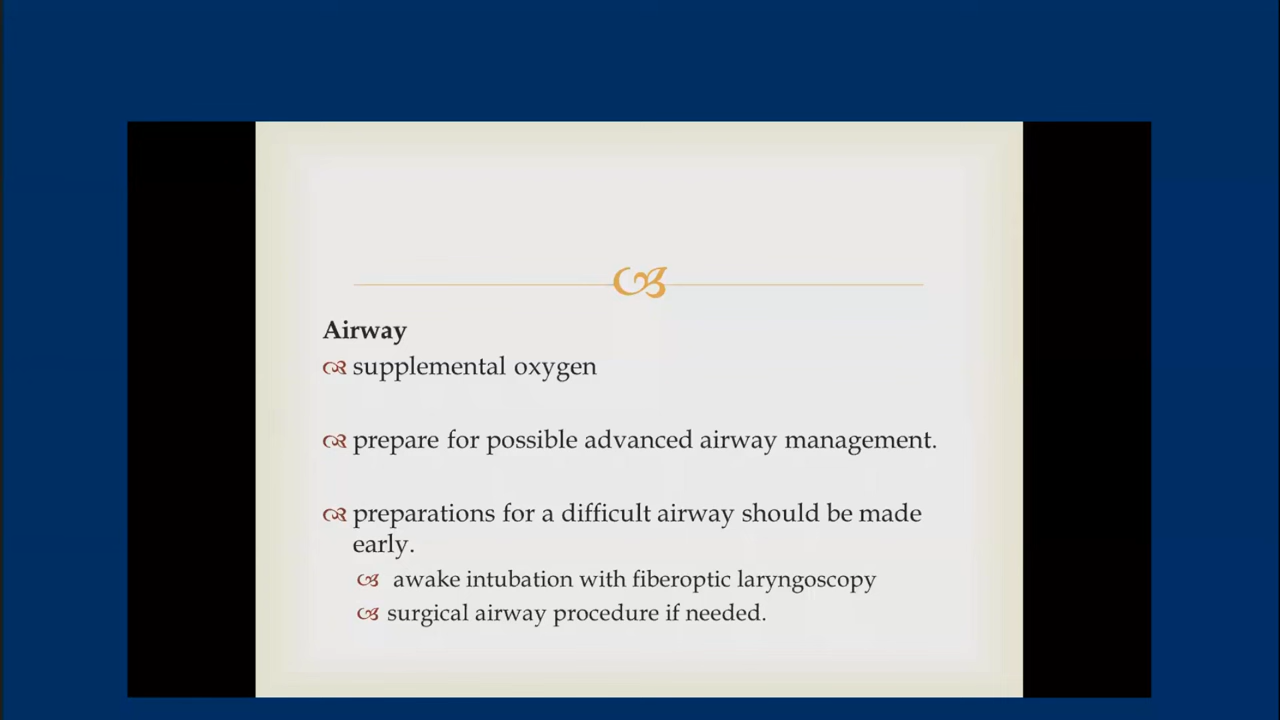 Airway
supplemental oxygen
prepare for possible advanced airway management.
preparations for a difficult airway should be made
early.
awake intubation with fiberoptic laryngoscopy
surgical airway procedure if needed.